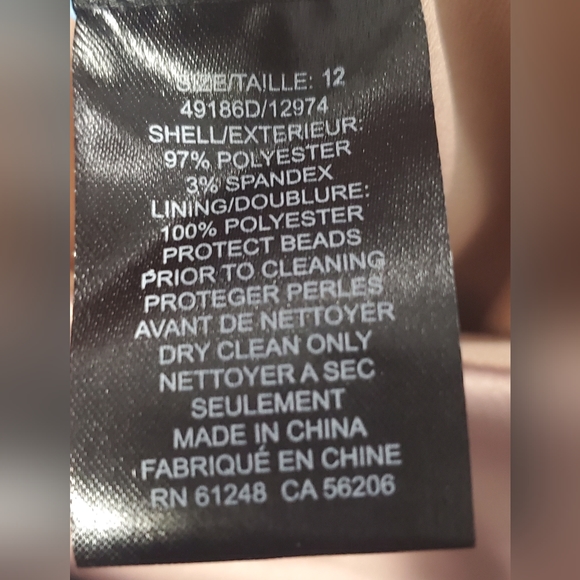 SIZE/TAILLE: 12
49186D/12974
SHELL/EXTERIEUR:
97% POLYESTER
3% SPANDEX
LINING/DOUBLURE:
100% POLYESTER
PROTECT BEADS
PRIOR TO CLEANING
PROTEGER PERLES
AVANT DE NETTOYER
DRY CLEAN ONLY
NETTOYER A SEC
SEULEMENT
MADE IN CHINA
FABRIQUÉ EN CHINE
RN 61248 CA 56206